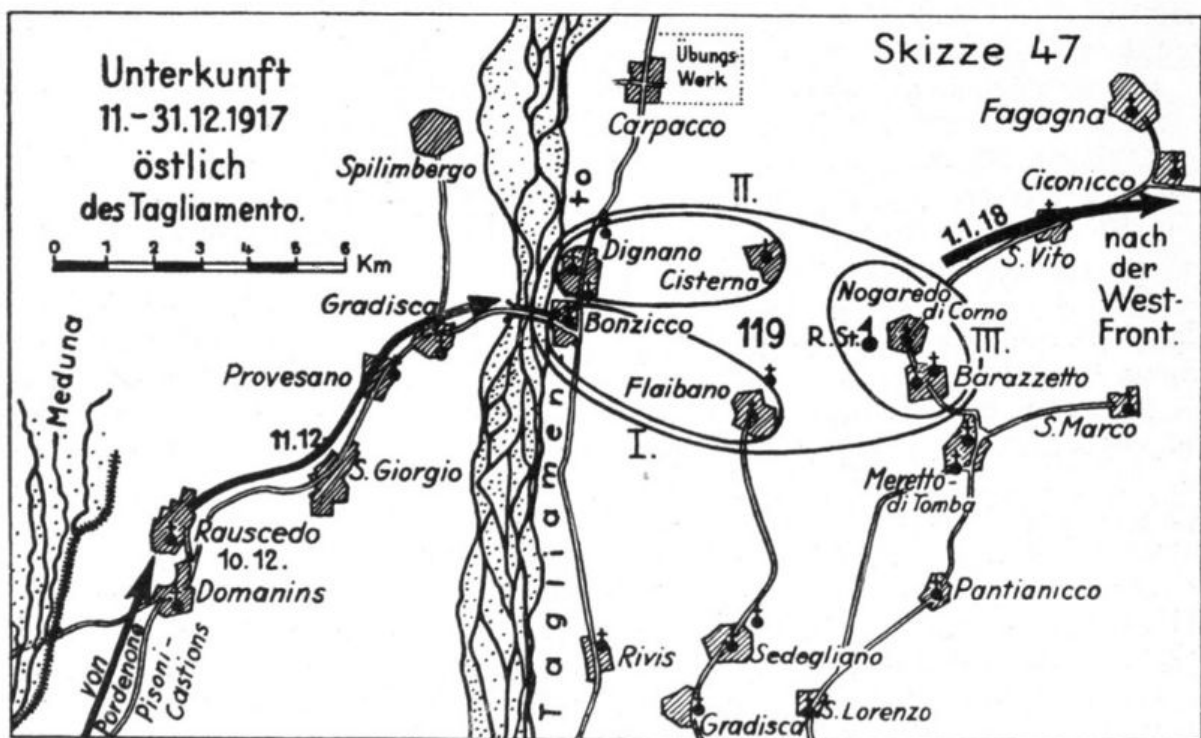 Unterkunft
11.–31.12.1917
östlich
des Tagliamento.
0 1 2 3 4 5 6 Km
Skizze 47
Übungs-
Werk
Carpacco
Fagagna
Ciconicco
Spilimbergo
II.
1.1.18
S. Vito
nach
der
West-
Front.
Dignano
Cisterna
Nogaredo
di Corno
Gradisca
Bonzicco
119
R.St.
III.
Provesano
Flaibano
Barazzetto
Meduna
11.12.
S. Giorgio
I.
S. Marco
Meretto-
di Tomba
Rauscedo
10.12.
Domanins
Tagliamento
Pantianicco
von
Pordenone
Pisoni-
Castions
Rivis
Sedegliano
Gradisca
S. Lorenzo